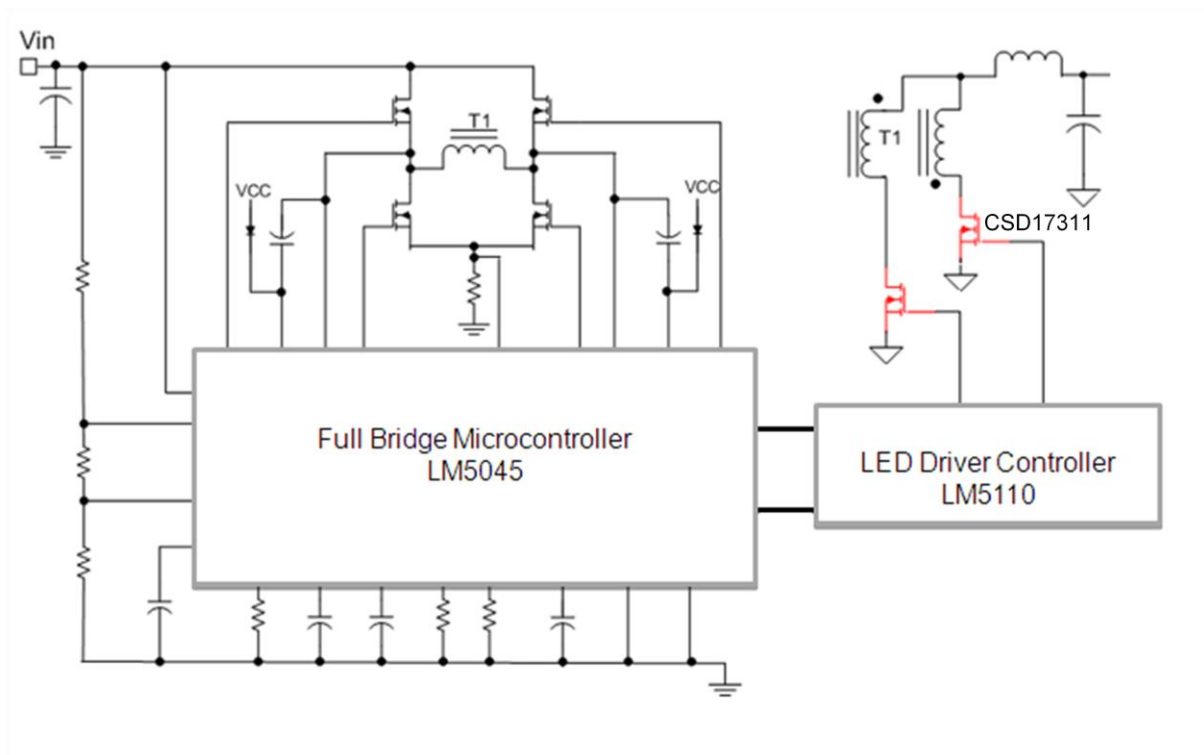 Vin
T1
VCC
VCC
T1
CSD17311
Full Bridge Microcontroller
LM5045
LED Driver Controller
LM5110